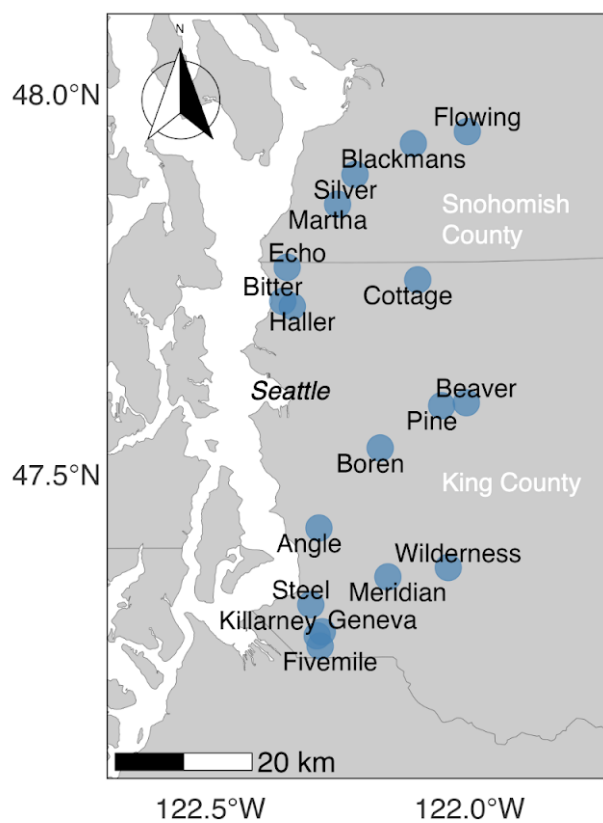 N
48.0°N
Flowing
Blackmans
Silver
Martha
Snohomish
County
Echo
Bitter
Cottage
Haller
Seattle
Beaver
Pine
Boren
47.5°N
King County
Angle
Wilderness
Meridian
Steel
Killarney
Geneva
Fivemile
20 km
122.5°W
122.0°W